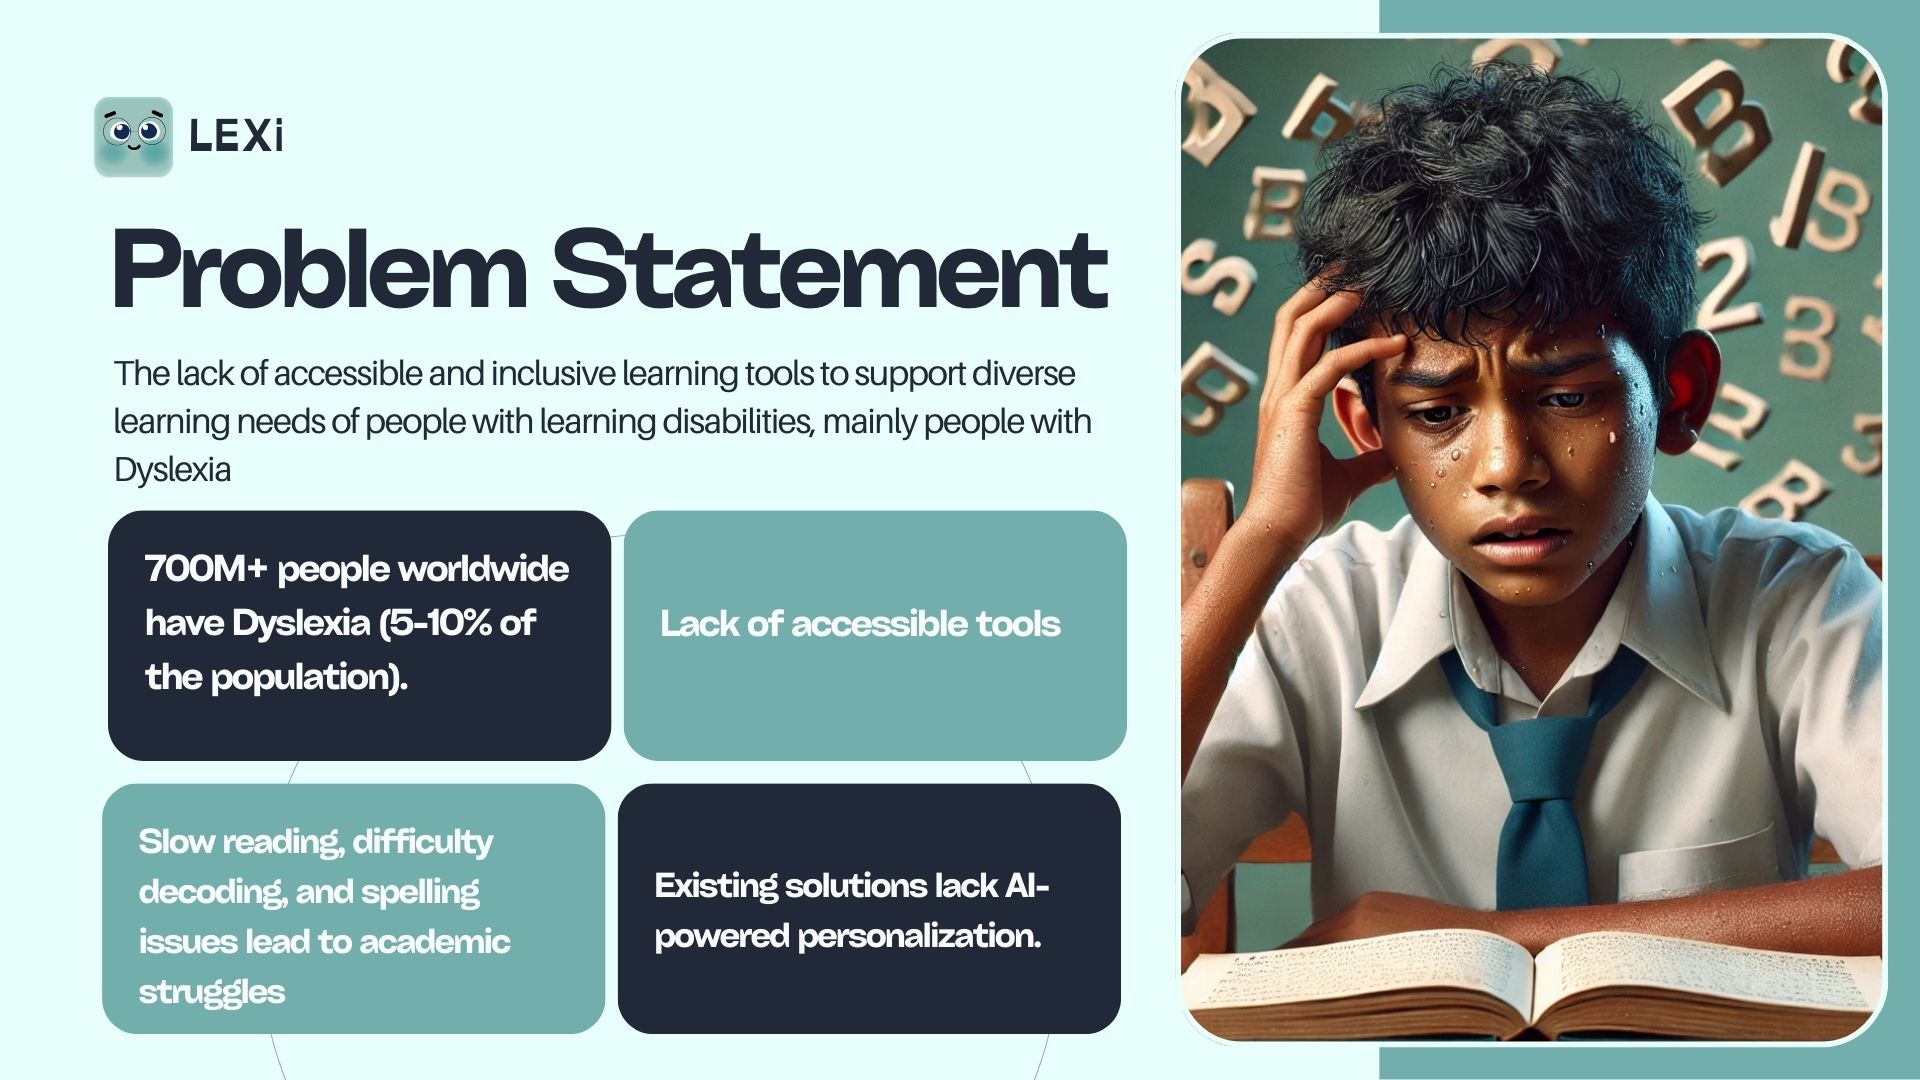 LEXi
Problem Statement
The lack of accessible and inclusive learning tools to support diverse
learning needs of people with learning disabilities, mainly people with
Dyslexia
700M+ people worldwide
have Dyslexia (5-10% of
the population).
Lack of accessible tools
Slow reading, difficulty
decoding, and spelling
issues lead to academic
struggles
Existing solutions lack AI-
powered personalization.